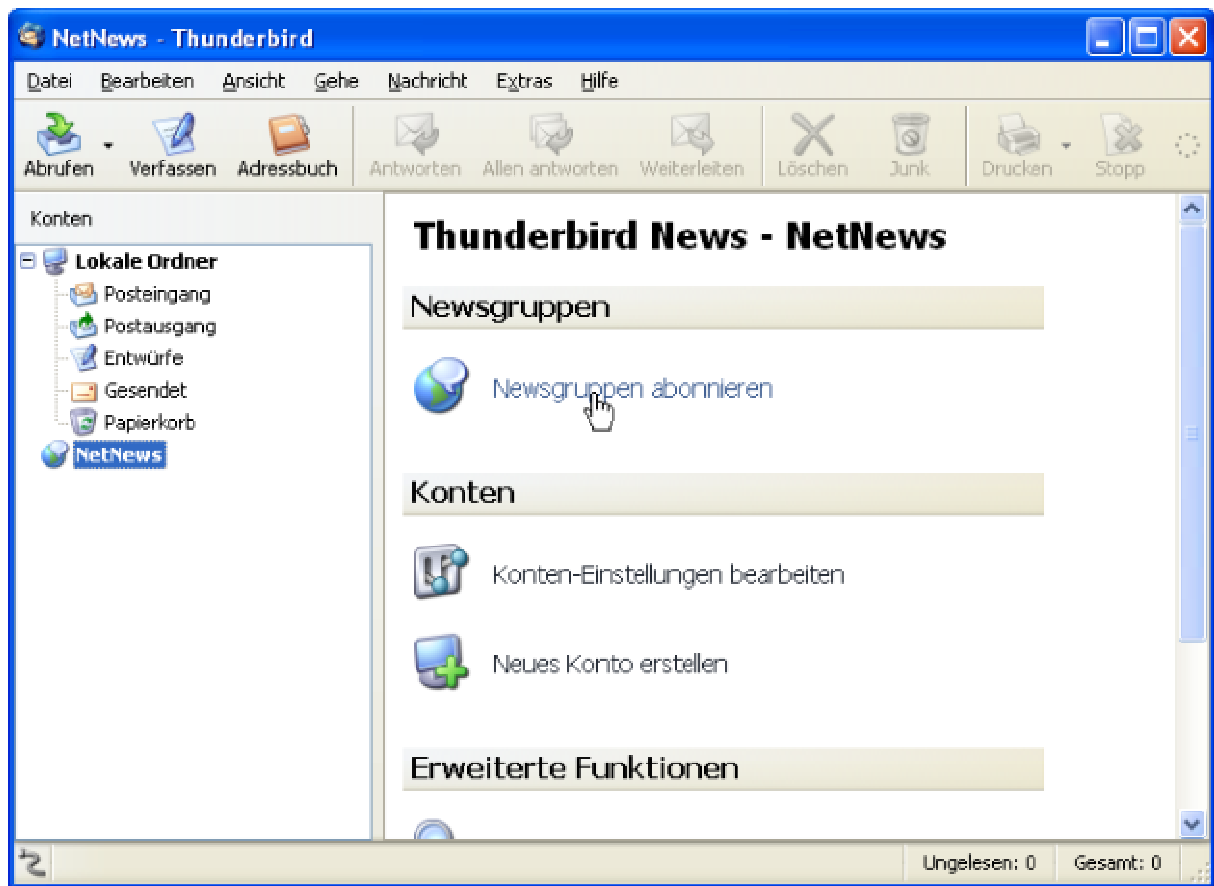 NetNews - Thunderbird
Datei Bearbeiten Ansicht Gehe Nachricht Extras Hilfe
Abrufen Verfassen Adressbuch Antworten Allen antworten Weiterleiten Löschen Junk Drucken Stopp
Konten
Lokale Ordner
Posteingang
Postausgang
Entwürfe
Gesendet
Papierkorb
NetNews
Thunderbird News - NetNews
Newsgruppen
Newsgruppen abonnieren
Konten
Konten-Einstellungen bearbeiten
Neues Konto erstellen
Erweiterte Funktionen
Ungelesen: 0 Gesamt: 0